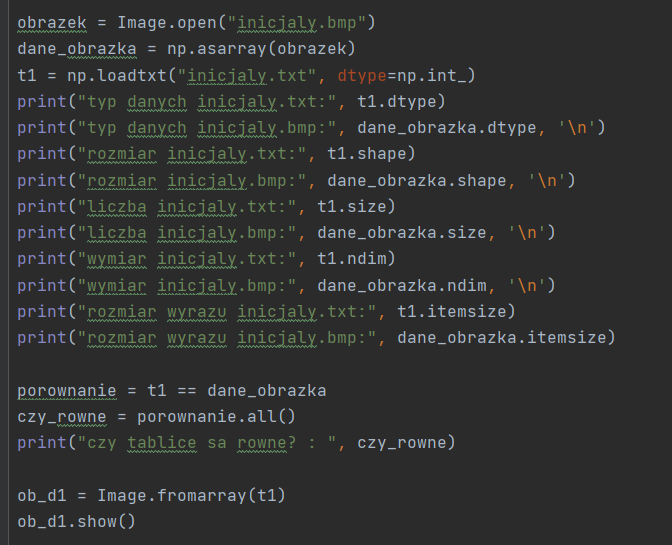 obrazek = Image.open("inicjaly.bmp")
dane_obrazka = np.asarray(obrazek)
t1 = np.loadtxt("inicjaly.txt", dtype=np.int_)
print("typ danych inicjaly.txt:", t1.dtype)
print("typ danych inicjaly.bmp:", dane_obrazka.dtype, '\n')
print("rozmiar inicjaly.txt:", t1.shape)
print("rozmiar inicjaly.bmp:", dane_obrazka.shape, '\n')
print("liczba inicjaly.txt:", t1.size)
print("liczba inicjaly.bmp:", dane_obrazka.size, '\n')
print("wymiar inicjaly.txt:", t1.ndim)
print("wymiar inicjaly.bmp:", dane_obrazka.ndim, '\n')
print("rozmiar wyrazu inicjaly.txt:", t1.itemsize)
print("rozmiar wyrazu inicjaly.bmp:", dane_obrazka.itemsize)
porownanie = t1 == dane_obrazka
czy_rowne = porownanie.all()
print("czy tablice sa rowne? : ", czy_rowne)
ob_d1 = Image.fromarray(t1)
ob_d1.show()